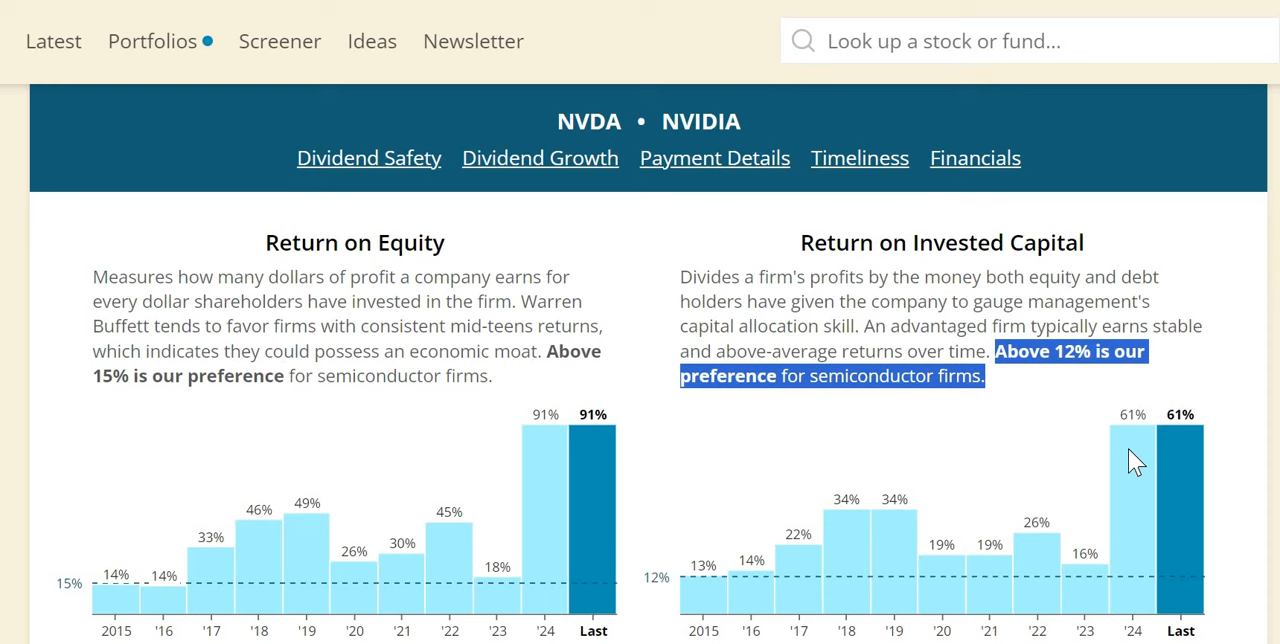 Latest Portfolios Screener Ideas Newsletter Look up a stock or fund...
NVDA • NVIDIA
Dividend Safety Dividend Growth Payment Details Timeliness Financials
Return on Equity
Measures how many dollars of profit a company earns for
every dollar shareholders have invested in the firm. Warren
Buffett tends to favor firms with consistent mid-teens returns,
which indicates they could possess an economic moat. Above
15% is our preference for semiconductor firms.
91% 91%
49%
46%
45%
33%
30%
26%
18%
14% 14%
15%
2015 '16 '17 '18 '19 '20 '21 '22 '23 '24 Last
Return on Invested Capital
Divides a firm's profits by the money both equity and debt
holders have given the company to gauge management's
capital allocation skill. An advantaged firm typically earns stable
and above-average returns over time. Above 12% is our
preference for semiconductor firms.
61% 61%
34% 34%
26%
22%
19% 19%
16%
14%
13%
12%
2015 '16 '17 '18 '19 '20 '21 '22 '23 '24 Last